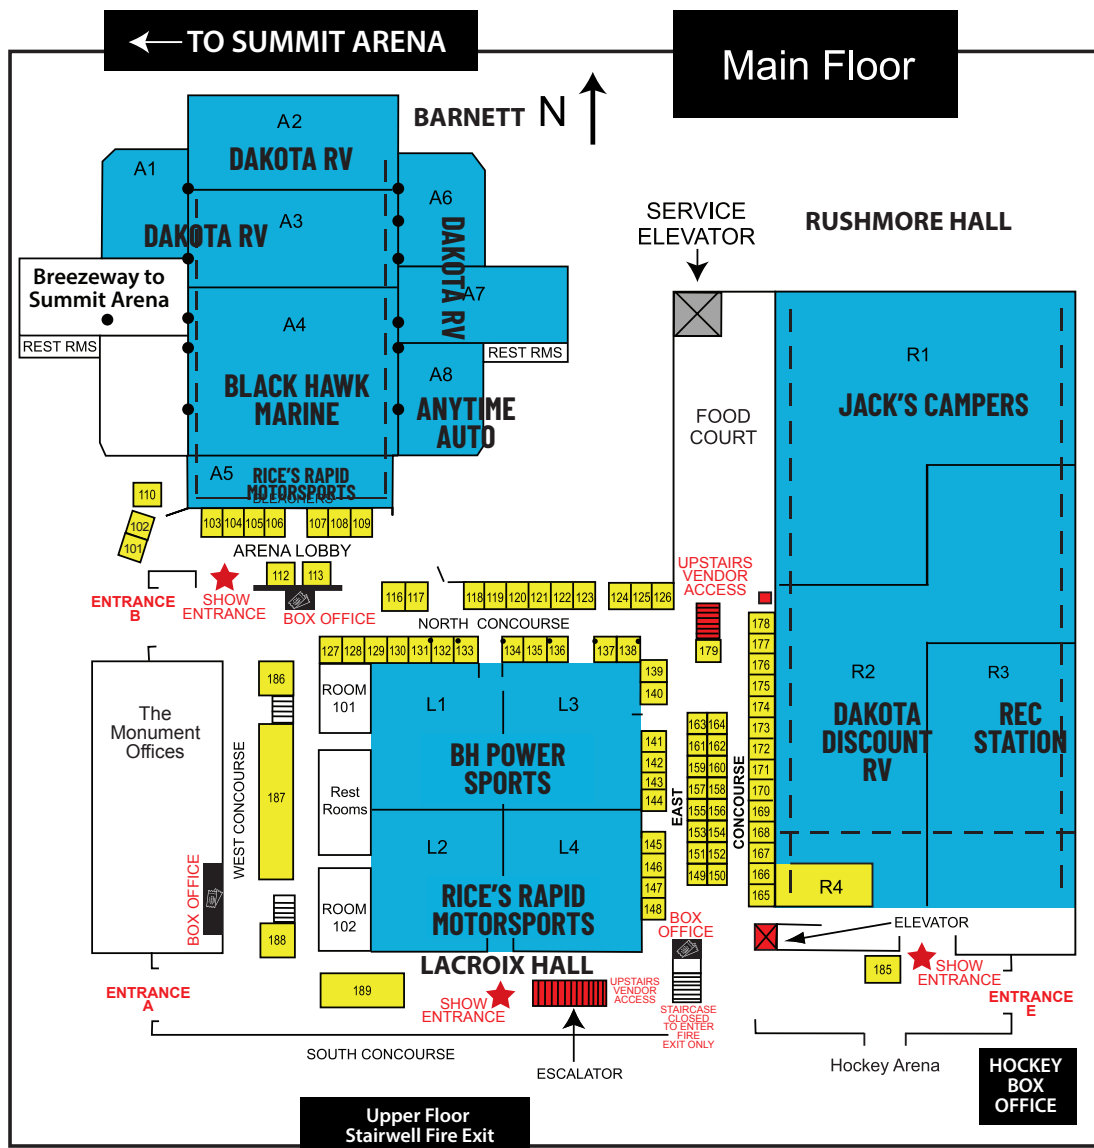 ← TO SUMMIT ARENA
Main Floor
BARNETT N
A2
DAKOTA RV
A1
A6
A3
DAKOTA RV
DAKOTA RV
SERVICE
ELEVATOR
RUSHMORE HALL
Breezeway to
Summit Arena
A7
A4
REST RMS
REST RMS
R1
A8
BLACK HAWK
MARINE
ANYTIME
AUTO
JACK'S CAMPERS
FOOD
COURT
A5
RICE'S RAPID
MOTORSPORTS
BLEACHERS
110
102
101
103 104 105 106 107 108 109
ARENA LOBBY
112 113
UPSTAIRS
VENDOR
ACCESS
ENTRANCE
B
SHOW
ENTRANCE
BOX OFFICE
116 117 118 119 120 121 122 123 124 125 126
NORTH CONCOURSE
127 128 129 130 131 132 133 134 135 136 137 138
179
178
177
176
175
174
173
172
171
170
169
168
167
166
165
139
140
141
142
143
144
145
146
147
148
163 164
161 162
159 160
157 158
155 156
153 154
151 152
149 150
EAST
CONCOURSE
186
187
188
WEST CONCOURSE
The
Monument
Offices
BOX OFFICE
ROOM
101
Rest
Rooms
ROOM
102
L1
L3
BH POWER
SPORTS
L2
L4
RICE'S RAPID
MOTORSPORTS
LACROIX HALL
R2
R3
DAKOTA
DISCOUNT
RV
REC
STATION
R4
BOX
OFFICE
ELEVATOR
185
SHOW
ENTRANCE
ENTRANCE
A
189
SHOW
ENTRANCE
UPSTAIRS
VENDOR
ACCESS
STAIRCASE
CLOSED
TO ENTER
FIRE
EXIT ONLY
ENTRANCE
E
SOUTH CONCOURSE
ESCALATOR
Hockey Arena
HOCKEY
BOX
OFFICE
Upper Floor
Stairwell Fire Exit